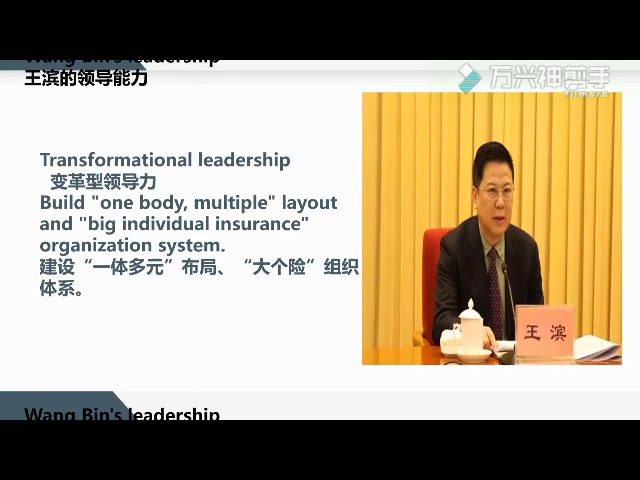 Wang Bin's leadership
王滨的领导能力
万兴神剪手
filmora
Transformational leadership
变革型领导力
Build "one body, multiple" layout
and "big individual insurance"
organization system.
建设“一体多元”布局、“大个险”组织
体系。
王 滨
Wang Bin's leadership